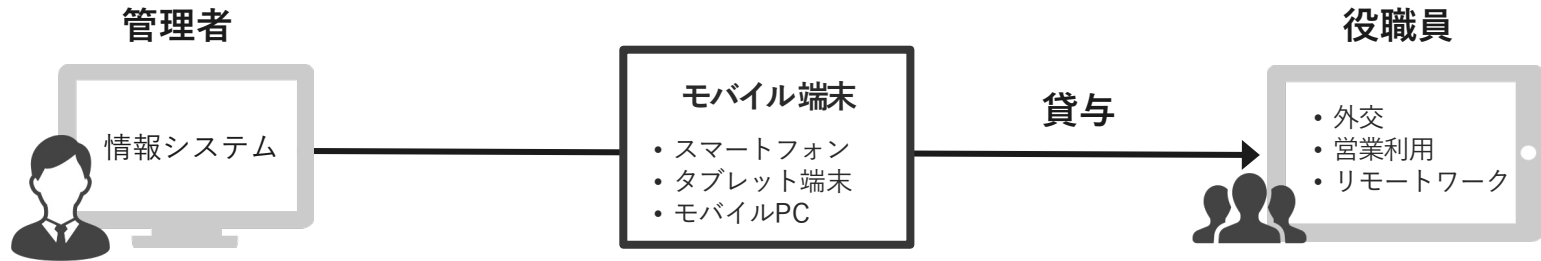 管理者
情報システム
モバイル端末
• スマートフォン
• タブレット端末
• モバイルPC
貸与
役職員
• 外交
• 営業利用
• リモートワーク